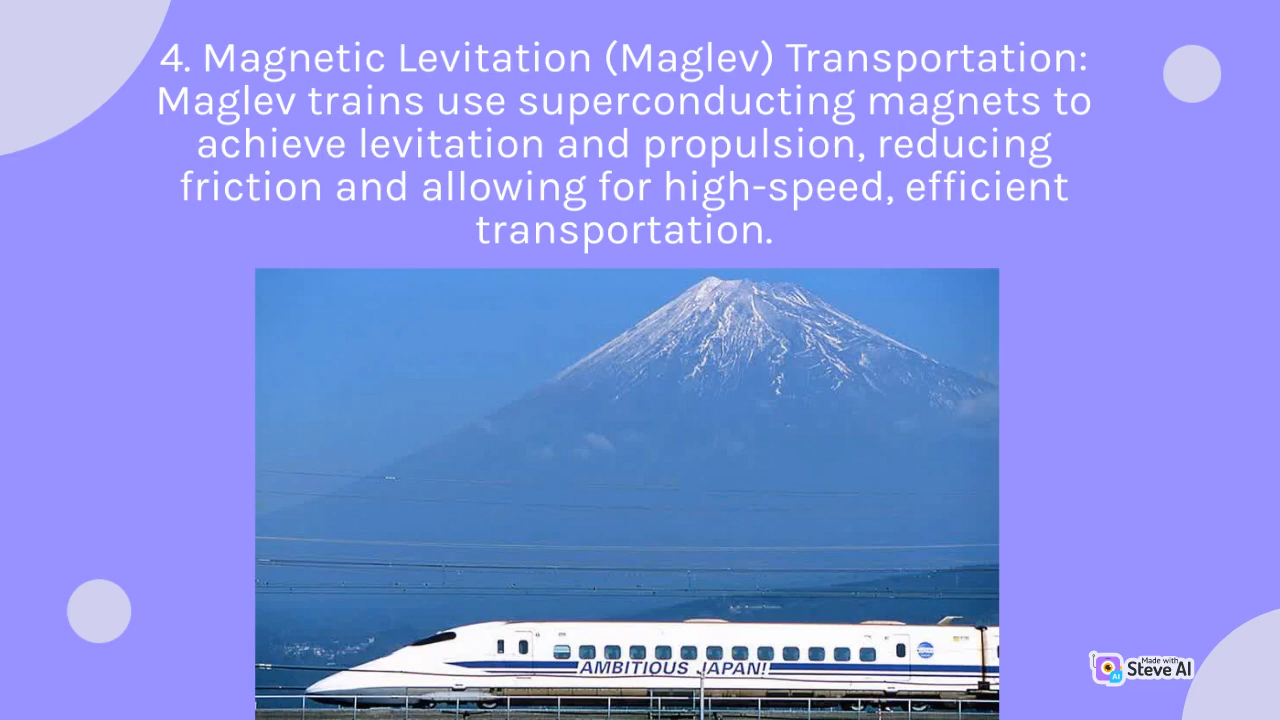 4. Magnetic Levitation (Maglev) Transportation:
Maglev trains use superconducting magnets to
achieve levitation and propulsion, reducing
friction and allowing for high-speed, efficient
transportation.
AMBITIOUS JAPAN!
Made with
Steve AI
AI